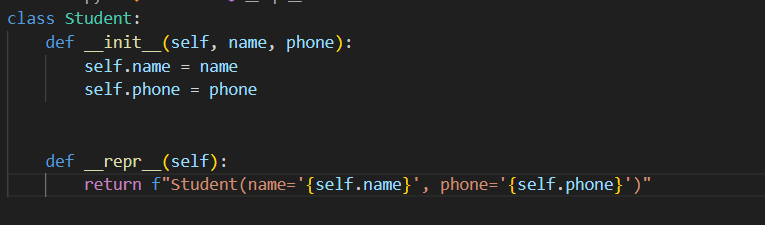 class Student:
    def __init__(self, name, phone):
        self.name = name
        self.phone = phone
    def __repr__(self):
        return f"Student(name='{self.name}', phone='{self.phone}')"